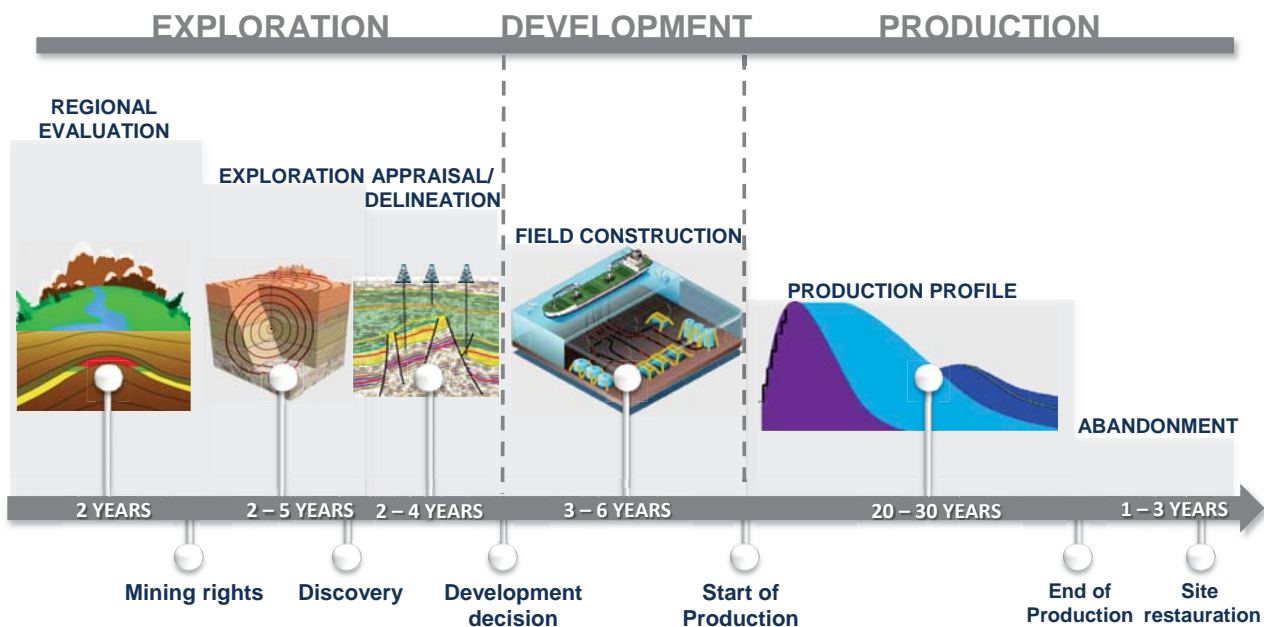 EXPLORATION
DEVELOPMENT
PRODUCTION
REGIONAL
EVALUATION
EXPLORATION
APPRAISAL/
DELINEATION
FIELD CONSTRUCTION
PRODUCTION PROFILE
ABANDONMENT
2 YEARS
2 – 5 YEARS
2 – 4 YEARS
3 – 6 YEARS
20 – 30 YEARS
1 – 3 YEARS
Mining rights
Discovery
Development
decision
Start of
Production
End of
Production
Site
restauration